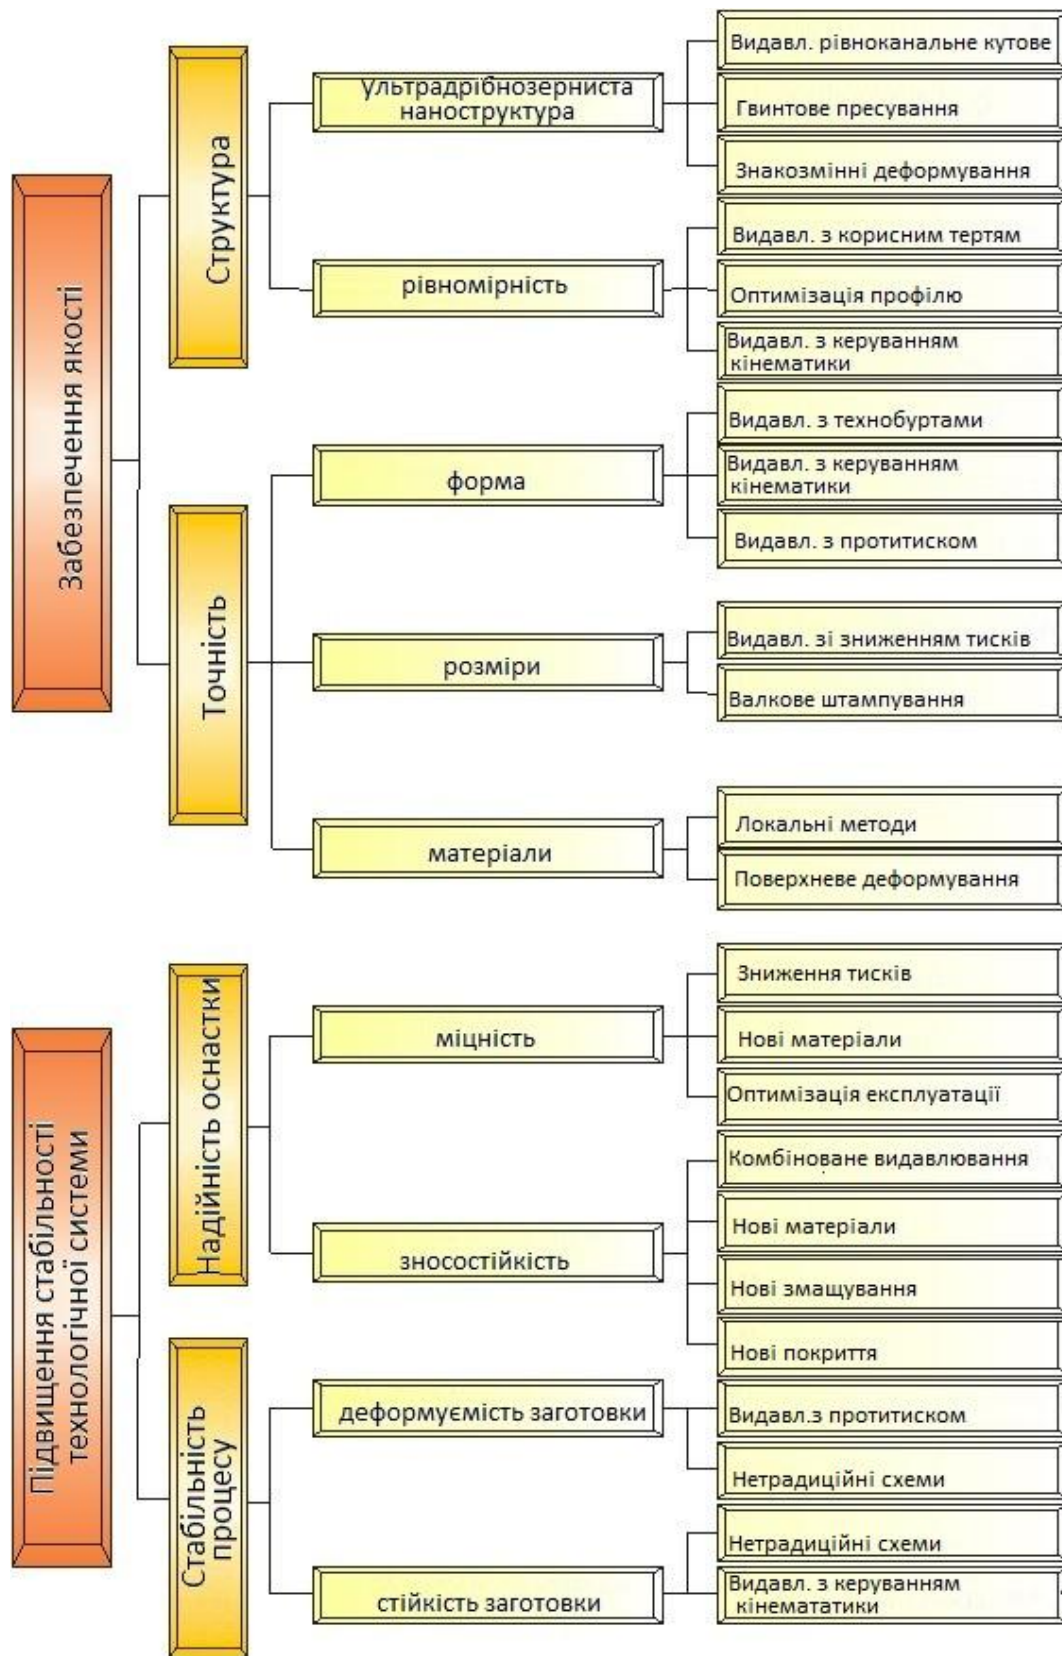 Забезпечення якості
Структура
ультрадрібнозерниста
наноструктура
Видавл. рівноканальне кутове
Гвинтове пресування
Знакозмінні деформування
рівномірність
Видавл. з корисним тертям
Оптимізація профілю
Видавл. з керуванням
кінематики
Точність
форма
Видавл. з технобуртами
Видавл. з керуванням
кінематики
Видавл. з протитиском
розміри
Видавл. зі зниженням тисків
Валкове штампування
матеріали
Локальні методи
Поверхневе деформування
Підвищення стабільності
технологічної системи
Надійність оснастки
міцність
Зниження тисків
Нові матеріали
Оптимізація експлуатації
зносостійкість
Комбіноване видавлювання
Нові матеріали
Нові змащування
Нові покриття
Стабільність
процесу
деформуємість заготовки
Видавл.з протитиском
Нетрадиційні схеми
стійкість заготовки
Нетрадиційні схеми
Видавл. з керуванням
кінемататики